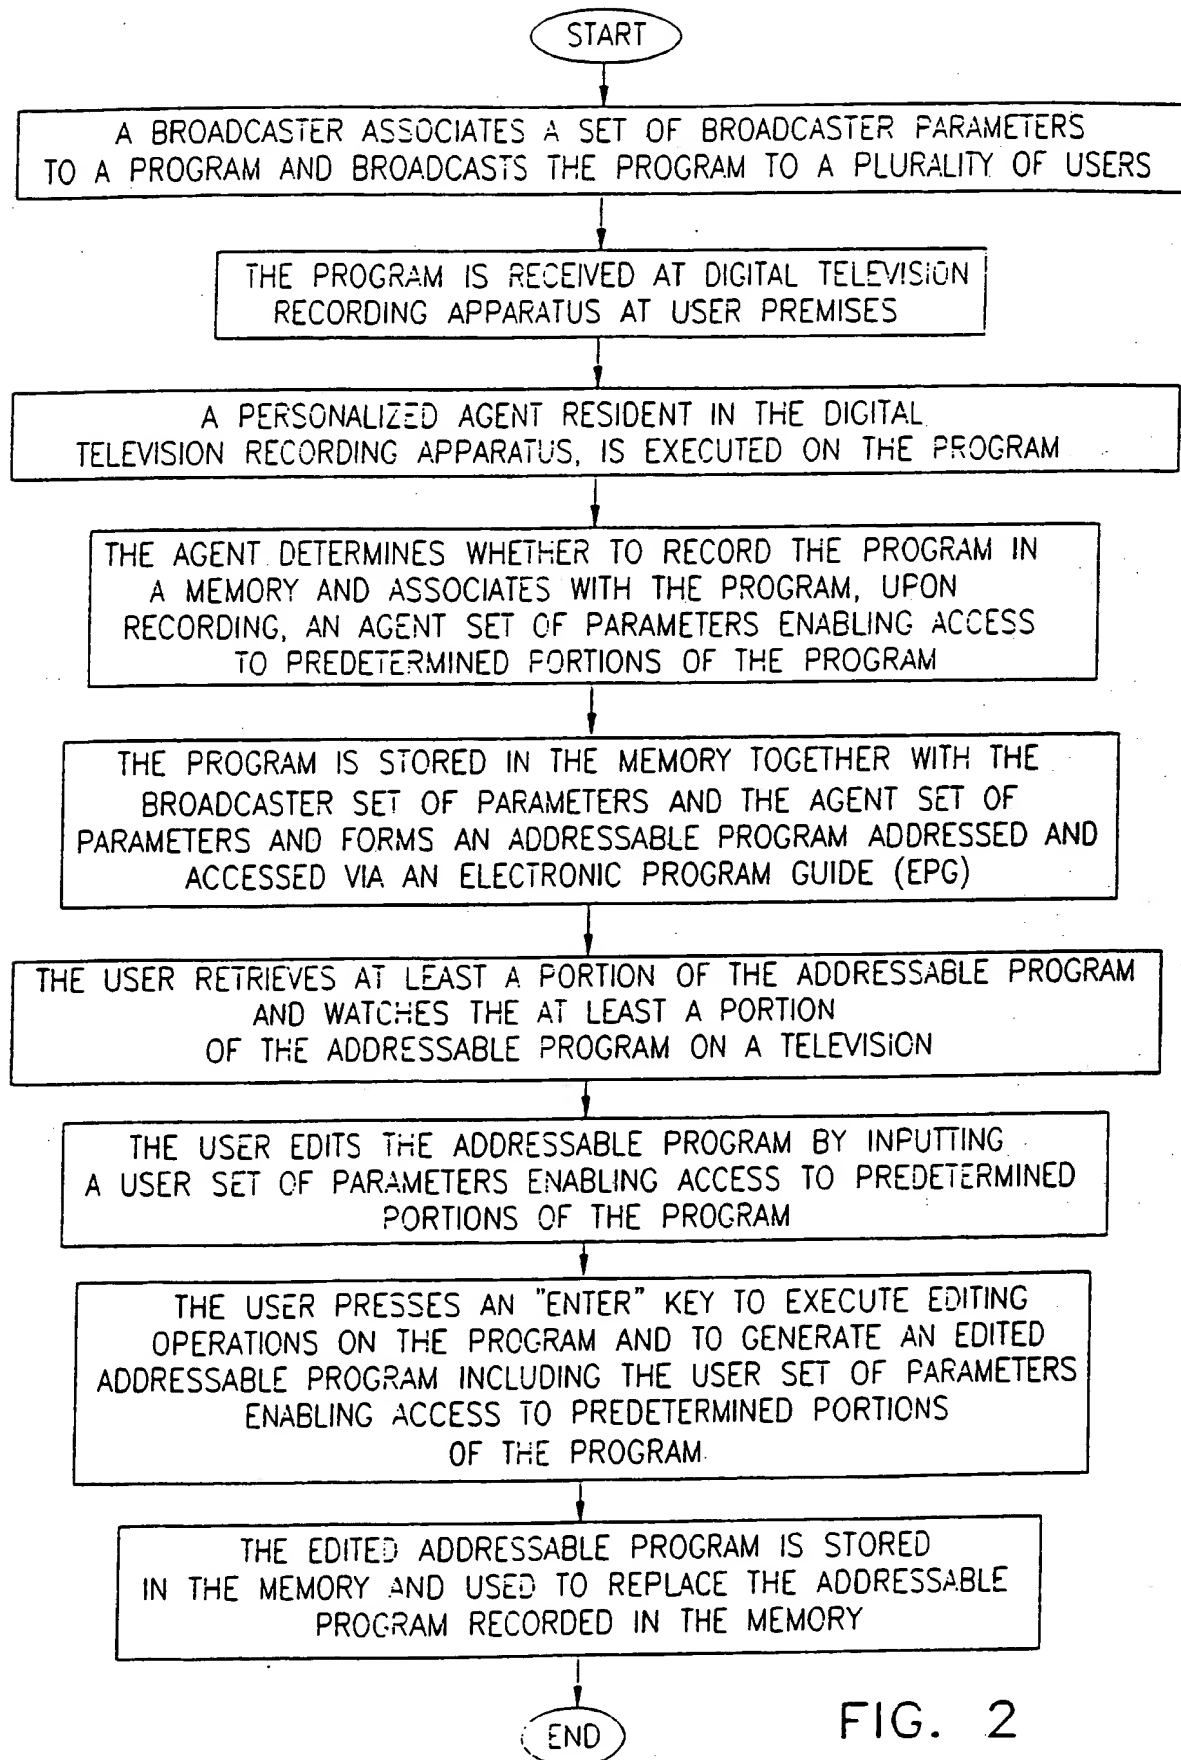 START
A BROADCASTER ASSOCIATES A SET OF BROADCASTER PARAMETERS
TO A PROGRAM AND BROADCASTS THE PROGRAM TO A PLURALITY OF USERS
THE PROGRAM IS RECEIVED AT DIGITAL TELEVISION
RECORDING APPARATUS AT USER PREMISES
A PERSONALIZED AGENT RESIDENT IN THE DIGITAL
TELEVISION RECORDING APPARATUS, IS EXECUTED ON THE PROGRAM
THE AGENT DETERMINES WHETHER TO RECORD THE PROGRAM IN
A MEMORY AND ASSOCIATES WITH THE PROGRAM, UPON
RECORDING, AN AGENT SET OF PARAMETERS ENABLING ACCESS
TO PREDETERMINED PORTIONS OF THE PROGRAM
THE PROGRAM IS STORED IN THE MEMORY TOGETHER WITH THE
BROADCASTER SET OF PARAMETERS AND THE AGENT SET OF
PARAMETERS AND FORMS AN ADDRESSABLE PROGRAM ADDRESSED AND
ACCESSED VIA AN ELECTRONIC PROGRAM GUIDE (EPG)
THE USER RETRIEVES AT LEAST A PORTION OF THE ADDRESSABLE PROGRAM
AND WATCHES THE AT LEAST A PORTION
OF THE ADDRESSABLE PROGRAM ON A TELEVISION
THE USER EDITS THE ADDRESSABLE PROGRAM BY INPUTTING
A USER SET OF PARAMETERS ENABLING ACCESS TO PREDETERMINED
PORTIONS OF THE PROGRAM
THE USER PRESSES AN "ENTER" KEY TO EXECUTE EDITING
OPERATIONS ON THE PROGRAM AND TO GENERATE AN EDITED
ADDRESSABLE PROGRAM INCLUDING THE USER SET OF PARAMETERS
ENABLING ACCESS TO PREDETERMINED PORTIONS
OF THE PROGRAM
THE EDITED ADDRESSABLE PROGRAM IS STORED
IN THE MEMORY AND USED TO REPLACE THE ADDRESSABLE
PROGRAM RECORDED IN THE MEMORY
END
FIG. 2